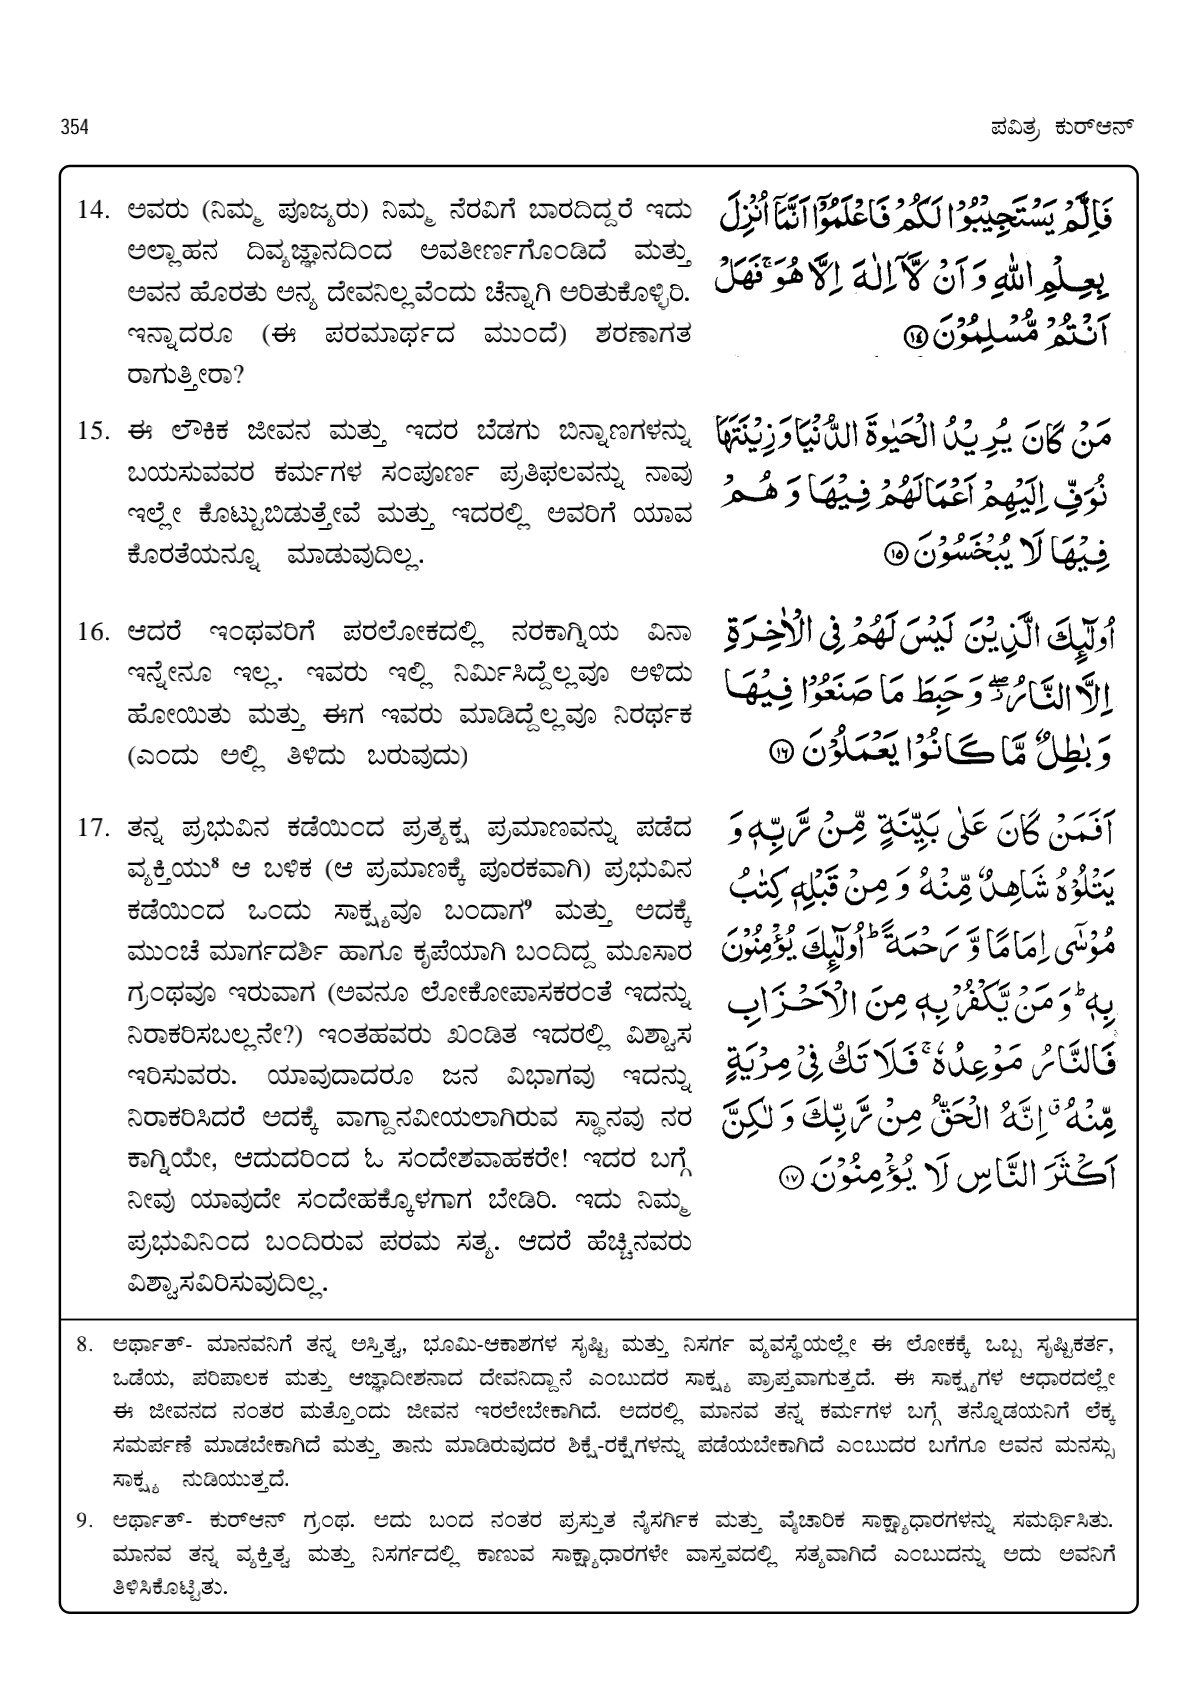 354
ಪವಿತ್ರ ಕುರ್‌ಆನ್
14. ಅವರು (ನಿಮ್ಮ ಪೂಜ್ಯರು) ನಿಮ್ಮ ನೆರವಿಗೆ ಬಾರದಿದ್ದರೆ ಇದು
ಅಲ್ಲಾಹನ ದಿವ್ಯಜ್ಞಾನದಿಂದ ಅವತೀರ್ಣಗೊಂಡಿದೆ ಮತ್ತು
ಅವನ ಹೊರತು ಅನ್ಯ ದೇವನಿಲ್ಲವೆಂದು ಚೆನ್ನಾಗಿ ಅರಿತುಕೊಳ್ಳಿರಿ.
ಇನ್ನಾದರೂ (ಈ ಪರಮಾರ್ಥದ ಮುಂದೆ) ಶರಣಾಗತ
ರಾಗುತ್ತೀರಾ?
فَاِلَّمْ يَسْتَجِيْبُوْا لَكُمْ فَاعْلَمُوْۤا اَنَّمَاۤ اُنْزِلَ
بِعِلْمِ اللّٰهِ وَ اَنْ لَّاۤ اِلٰهَ اِلَّا هُوَ ۚ فَهَلْ
اَنْتُمْ مُّسْلِمُوْنَ ۝۱٤
15. ಈ ಲೌಕಿಕ ಜೀವನ ಮತ್ತು ಇದರ ಬೆಡಗು ಬಿನ್ನಾಣಗಳನ್ನು
ಬಯಸುವವರ ಕರ್ಮಗಳ ಸಂಪೂರ್ಣ ಪ್ರತಿಫಲವನ್ನು ನಾವು
ಇಲ್ಲೇ ಕೊಟ್ಟುಬಿಡುತ್ತೇವೆ ಮತ್ತು ಇದರಲ್ಲಿ ಅವರಿಗೆ ಯಾವ
ಕೊರತೆಯನ್ನೂ ಮಾಡುವುದಿಲ್ಲ.
مَنْ كَانَ يُرِيْدُ الْحَيٰوةَ الدُّنْيَا وَ زِيْنَتَهَا
نُوَفِّ اِلَيْهِمْ اَعْمَالَهُمْ فِيْهَا وَ هُمْ
فِيْهَا لَا يُبْخَسُوْنَ ۝۱۵
16. ಆದರೆ ಇಂಥವರಿಗೆ ಪರಲೋಕದಲ್ಲಿ ನರಕಾಗ್ನಿಯ ವಿನಾ
ಇನ್ನೇನೂ ಇಲ್ಲ. ಇವರು ಇಲ್ಲಿ ನಿರ್ಮಿಸಿದ್ದೆಲ್ಲವೂ ಅಳಿದು
ಹೋಯಿತು ಮತ್ತು ಈಗ ಇವರು ಮಾಡಿದ್ದೆಲ್ಲವೂ ನಿರರ್ಥಕ
(ಎಂದು ಅಲ್ಲಿ ತಿಳಿದು ಬರುವುದು)
اُولٰٓئِكَ الَّذِيْنَ لَيْسَ لَهُمْ فِي الْاٰخِرَةِ
اِلَّا النَّارُ ۖ وَ حَبِطَ مَا صَنَعُوْا فِيْهَا
وَ بٰطِلٌ مَّا كَانُوْا يَعْمَلُوْنَ ۝۱٦
17. ತನ್ನ ಪ್ರಭುವಿನ ಕಡೆಯಿಂದ ಪ್ರತ್ಯಕ್ಷ ಪ್ರಮಾಣವನ್ನು ಪಡೆದ
ವ್ಯಕ್ತಿಯು⁸ ಆ ಬಳಿಕ (ಆ ಪ್ರಮಾಣಕ್ಕೆ ಪೂರಕವಾಗಿ) ಪ್ರಭುವಿನ
ಕಡೆಯಿಂದ ಒಂದು ಸಾಕ್ಷ್ಯವೂ ಬಂದಾಗ⁹ ಮತ್ತು ಅದಕ್ಕೆ
ಮುಂಚೆ ಮಾರ್ಗದರ್ಶಿ ಹಾಗೂ ಕೃಪೆಯಾಗಿ ಬಂದಿದ್ದ ಮೂಸಾರ
ಗ್ರಂಥವೂ ಇರುವಾಗ (ಅವನೂ ಲೋಕೋಪಾಸಕರಂತೆ ಇದನ್ನು
ನಿರಾಕರಿಸಬಲ್ಲನೇ?) ಇಂತಹವರು ಖಂಡಿತ ಇದರಲ್ಲಿ ವಿಶ್ವಾಸ
ಇರಿಸುವರು. ಯಾವುದಾದರೂ ಜನ ವಿಭಾಗವು ಇದನ್ನು
ನಿರಾಕರಿಸಿದರೆ ಅದಕ್ಕೆ ವಾಗ್ದಾನವೀಯಲಾಗಿರುವ ಸ್ಥಾನವು ನರ
ಕಾಗ್ನಿಯೇ, ಆದುದರಿಂದ ಓ ಸಂದೇಶವಾಹಕರೇ! ಇದರ ಬಗ್ಗೆ
ನೀವು ಯಾವುದೇ ಸಂದೇಹಕ್ಕೊಳಗಾಗ ಬೇಡಿರಿ. ಇದು ನಿಮ್ಮ
ಪ್ರಭುವಿನಿಂದ ಬಂದಿರುವ ಪರಮ ಸತ್ಯ. ಆದರೆ ಹೆಚ್ಚಿನವರು
ವಿಶ್ವಾಸವಿರಿಸುವುದಿಲ್ಲ.
اَفَمَنْ كَانَ عَلٰى بَيِّنَةٍ مِّنْ رَّبِّهٖ وَ
يَتْلُوْهُ شَاهِدٌ مِّنْهُ وَ مِنْ قَبْلِهٖ كِتٰبُ
مُوْسٰۤى اِمَامًا وَّ رَحْمَةً ؕ اُولٰٓئِكَ يُؤْمِنُوْنَ
بِهٖ ؕ وَ مَنْ يَّكْفُرْ بِهٖ مِنَ الْاَحْزَابِ
فَالنَّارُ مَوْعِدُهٗ ۚ فَلَا تَكُ فِيْ مِرْيَةٍ
مِّنْهُ ۗ اِنَّهُ الْحَقُّ مِنْ رَّبِّكَ وَ لٰكِنَّ
اَكْثَرَ النَّاسِ لَا يُؤْمِنُوْنَ ۝۱۷
8. ಅರ್ಥಾತ್- ಮಾನವನಿಗೆ ತನ್ನ ಅಸ್ತಿತ್ವ, ಭೂಮಿ-ಆಕಾಶಗಳ ಸೃಷ್ಟಿ ಮತ್ತು ನಿಸರ್ಗ ವ್ಯವಸ್ಥೆಯಲ್ಲೇ ಈ ಲೋಕಕ್ಕೆ ಒಬ್ಬ ಸೃಷ್ಟಿಕರ್ತ,
ಒಡೆಯ, ಪರಿಪಾಲಕ ಮತ್ತು ಆಜ್ಞಾದೀಶನಾದ ದೇವನಿದ್ದಾನೆ ಎಂಬುದರ ಸಾಕ್ಷ್ಯ ಪ್ರಾಪ್ತವಾಗುತ್ತದೆ. ಈ ಸಾಕ್ಷ್ಯಗಳ ಆಧಾರದಲ್ಲೇ
ಈ ಜೀವನದ ನಂತರ ಮತ್ತೊಂದು ಜೀವನ ಇರಲೇಬೇಕಾಗಿದೆ. ಅದರಲ್ಲಿ ಮಾನವ ತನ್ನ ಕರ್ಮಗಳ ಬಗ್ಗೆ ತನ್ನೊಡಯನಿಗೆ ಲೆಕ್ಕ
ಸಮರ್ಪಣೆ ಮಾಡಬೇಕಾಗಿದೆ ಮತ್ತು ತಾನು ಮಾಡಿರುವುದರ ಶಿಕ್ಷೆ-ರಕ್ಷೆಗಳನ್ನು ಪಡೆಯಬೇಕಾಗಿದೆ ಎಂಬುದರ ಬಗೆಗೂ ಅವನ ಮನಸ್ಸು
ಸಾಕ್ಷ್ಯ ನುಡಿಯುತ್ತದೆ.
9. ಅರ್ಥಾತ್- ಕುರ್‌ಆನ್ ಗ್ರಂಥ. ಅದು ಬಂದ ನಂತರ ಪ್ರಸ್ತುತ ನೈಸರ್ಗಿಕ ಮತ್ತು ವೈಚಾರಿಕ ಸಾಕ್ಷ್ಯಾಧಾರಗಳನ್ನು ಸಮರ್ಥಿಸಿತು.
ಮಾನವ ತನ್ನ ವ್ಯಕ್ತಿತ್ವ ಮತ್ತು ನಿಸರ್ಗದಲ್ಲಿ ಕಾಣುವ ಸಾಕ್ಷ್ಯಾಧಾರಗಳೇ ವಾಸ್ತವದಲ್ಲಿ ಸತ್ಯವಾಗಿದೆ ಎಂಬುದನ್ನು ಅದು ಅವನಿಗೆ
ತಿಳಿಸಿಕೊಟ್ಟಿತು.